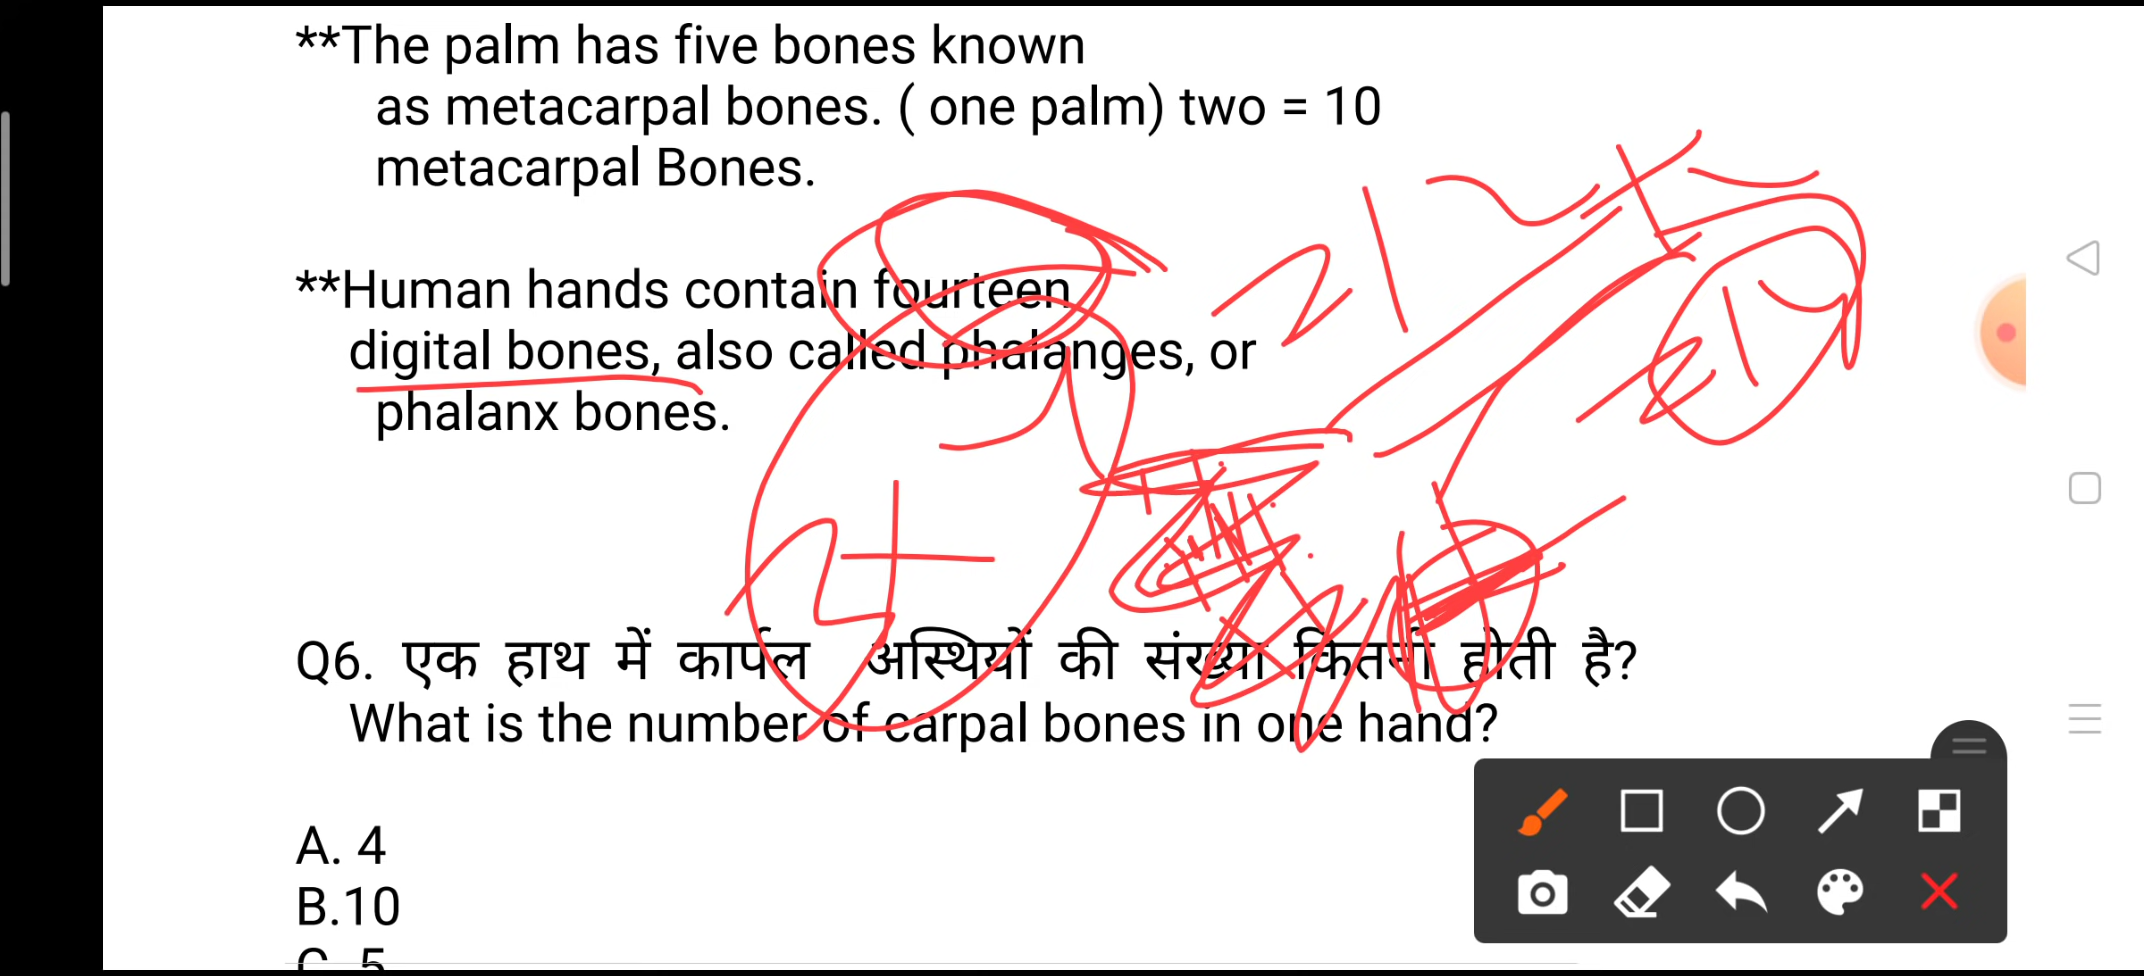 **The palm has five bones known
as metacarpal bones. ( one palm) two = 10
metacarpal Bones.
**Human hands contain fourteen
digital bones, also called phalanges, or
phalanx bones.
Q6. एक हाथ में कार्पल अस्थियों की संख्या कितनी होती है?
What is the number of carpal bones in one hand?
A. 4
B.10
C. 5